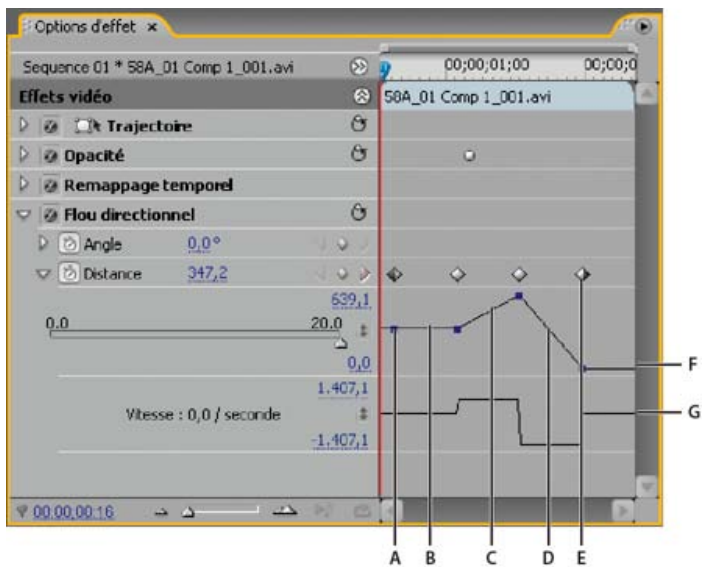 Options d'effet ×
Sequence 01 * 58A_01 Comp 1_001.avi
00;00;01;00 00;00;0
Effets vidéo
58A_01 Comp 1_001.avi
Trajectoire
Opacité
Remappage temporel
Flou directionnel
Angle 0,0°
Distance 347,2
639,1
0.0 20.0
0,0
F
1.407,1
Vitesse : 0,0 / seconde
G
-1.407,1
00;00;00;16
A B C D E